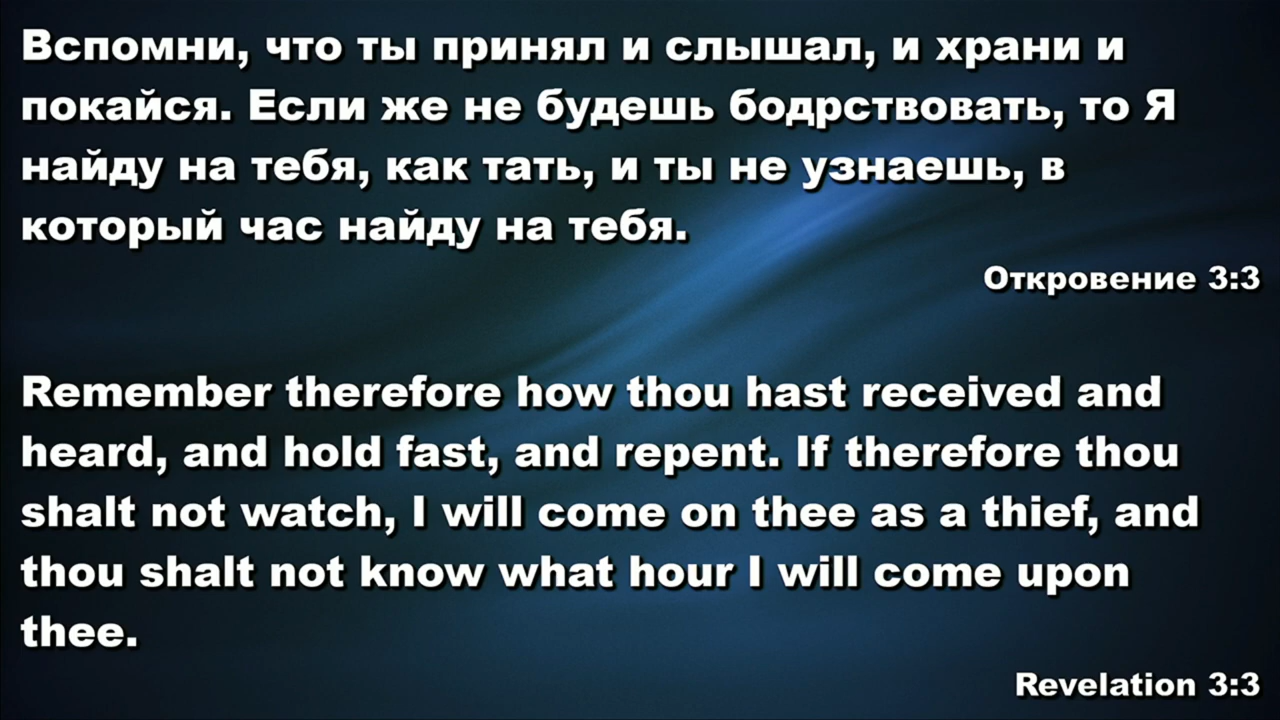 Вспомни, что ты принял и слышал, и храни и
покайся. Если же не будешь бодрствовать, то Я
найду на тебя, как тать, и ты не узнаешь, в
который час найду на тебя.
Откровение 3:3
Remember therefore how thou hast received and
heard, and hold fast, and repent. If therefore thou
shalt not watch, I will come on thee as a thief, and
thou shalt not know what hour I will come upon
thee.
Revelation 3:3